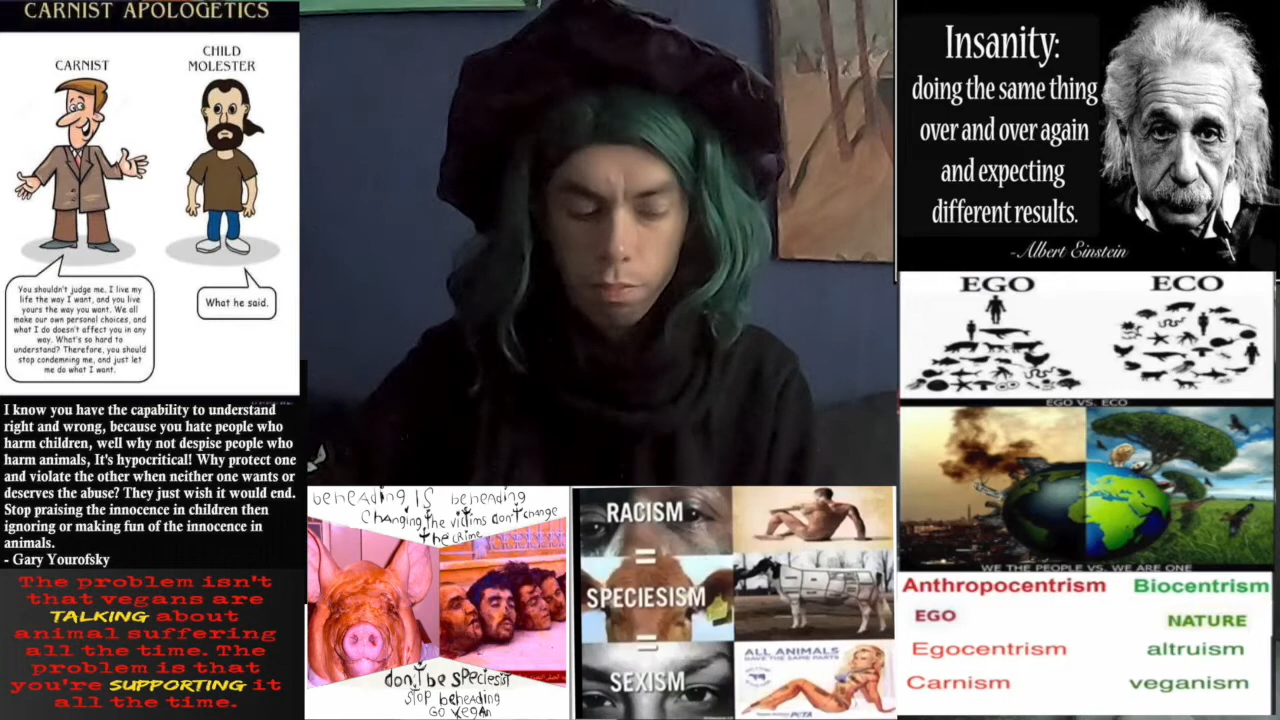 CARNIST APOLOGETICS
CARNIST
CHILD
MOLESTER
You shouldn't judge me. I live my
life the way I want, and you live
yours the way you want. We all
make our own personal choices, and
what I do doesn't affect you in any
way. What's so hard to
understand? Therefore, you should
stop condemning me, and just let
me do what I want.
What he said.
I know you have the capability to understand
right and wrong, because you hate people who
harm children, well why not despise people who
harm animals, It's hypocritical! Why protect one
and violate the other when neither one wants or
deserves the abuse? They just wish it would end.
Stop praising the innocence in children then
ignoring or making fun of the innocence in
animals.
- Gary Yourofsky
The problem isn't
that vegans are
TALKING about
animal suffering
all the time. The
problem is that
you're SUPPORTING it
all the time.
beheading IS beheading
Changing the victims don't change
the crime
don't be speciesist
stop beheading
GO vegan
RACISM
=
SPECIESISM
=
SEXISM
ALL ANIMALS
HAVE THE SAME PARTS
PETA
Insanity:
doing the same thing
over and over again
and expecting
different results.
-Albert Einstein
EGO
ECO
EGO VS. ECO
WE THE PEOPLE VS. WE ARE ONE
Anthropocentrism Biocentrism
EGO NATURE
Egocentrism altruism
Carnism veganism